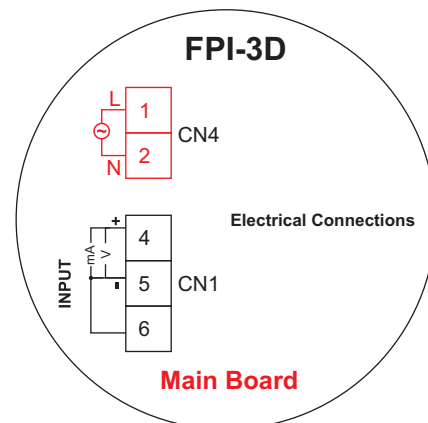 FPI-3D
L
1
~
N
2
CN4
+
4
mA
V
INPUT
-
5
CN1
6
Electrical Connections
Main Board